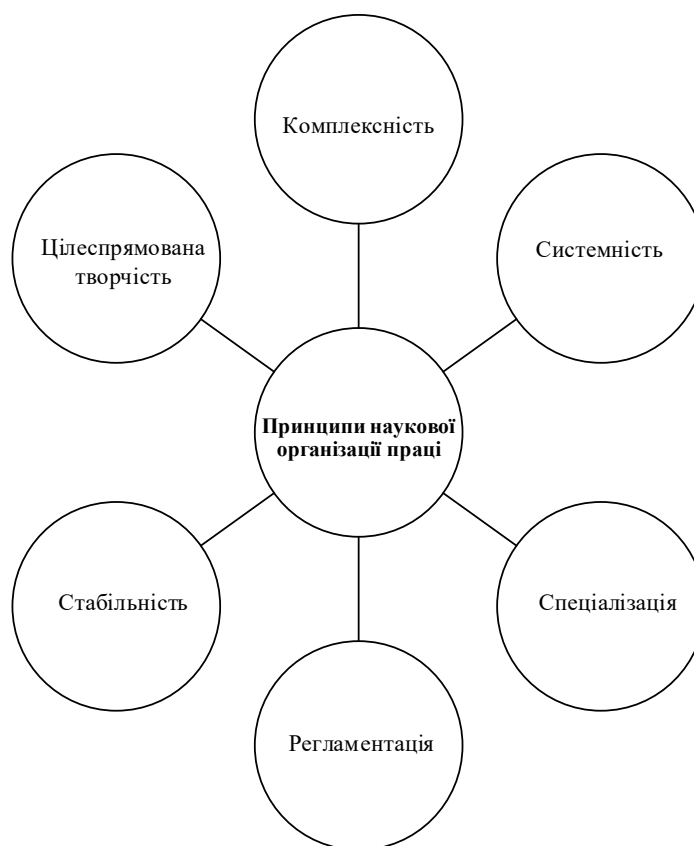 Комплексність
Цілеспрямована
творчість
Системність
Принципи наукової
організації праці
Стабільність
Спеціалізація
Регламентація